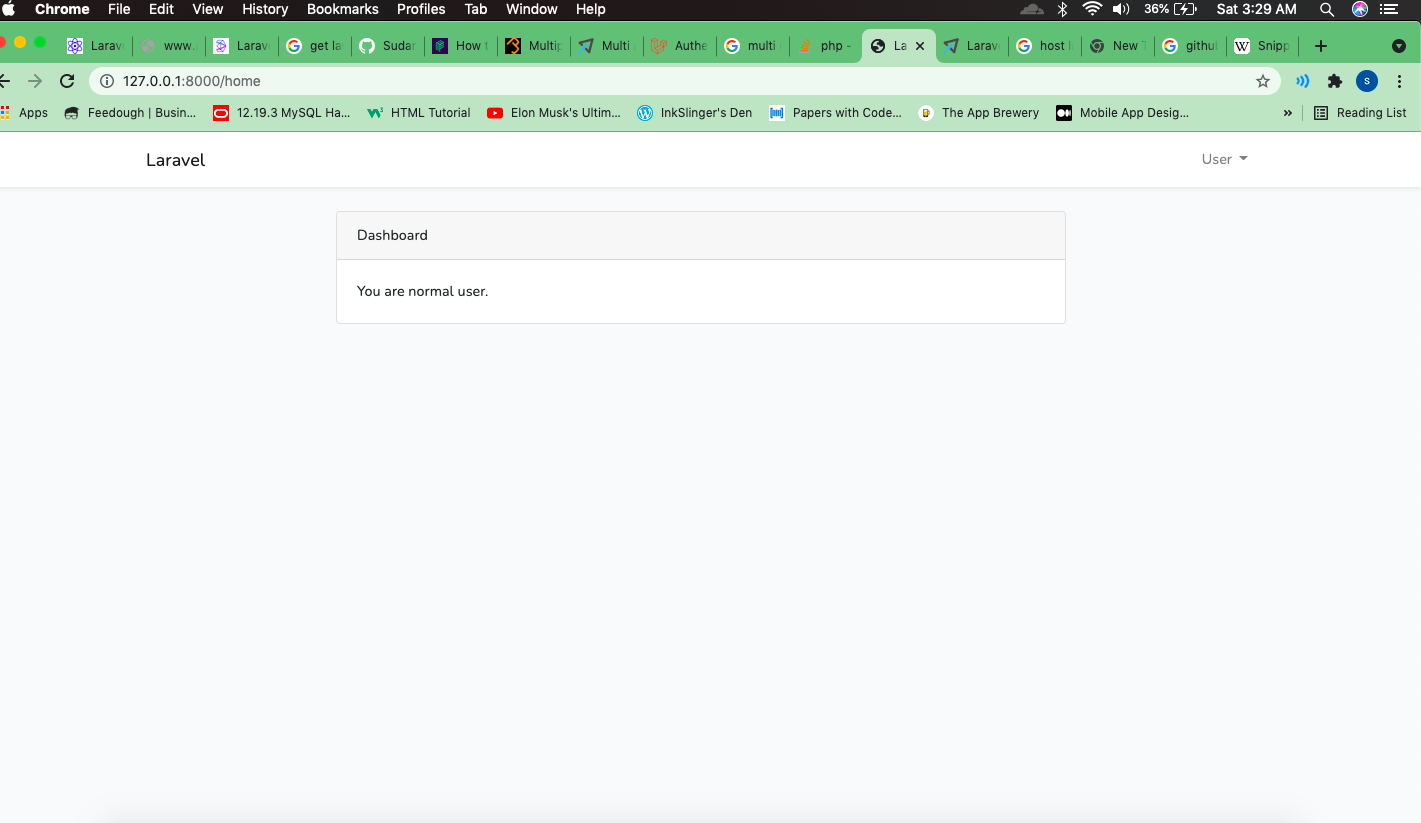 Chrome File Edit View History Bookmarks Profiles Tab Window Help 36% Sat 3:29 AM
Larav www. Larav get la Sudar How t Multip Multi Authe multi php - La Larav host l New T githu Snipp
127.0.0.1:8000/home S
Apps Feedough | Busin... 12.19.3 MySQL Ha... HTML Tutorial Elon Musk's Ultim... InkSlinger's Den Papers with Code... The App Brewery Mobile App Desig... » Reading List
Laravel User
Dashboard
You are normal user.